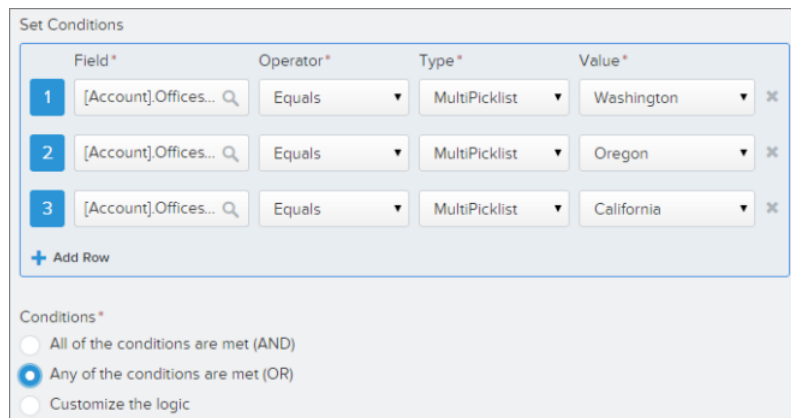 Set Conditions
Field* Operator* Type* Value*
1 [Account].Offices... Equals MultiPicklist Washington
2 [Account].Offices... Equals MultiPicklist Oregon
3 [Account].Offices... Equals MultiPicklist California
Add Row
Conditions*
All of the conditions are met (AND)
Any of the conditions are met (OR)
Customize the logic